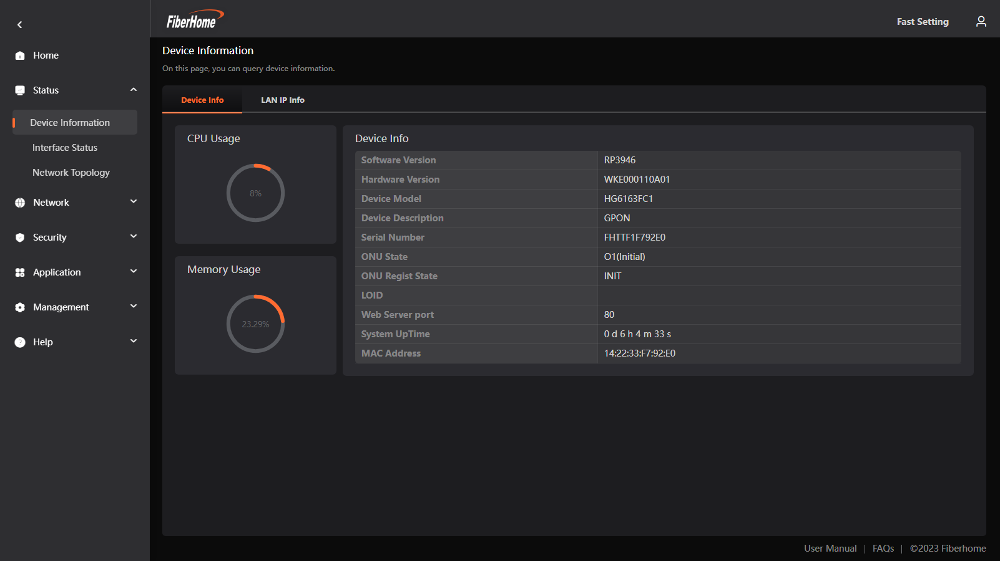 Home
Status
Device Information
Interface Status
Network Topology
Network
Security
Application
Management
Help
FiberHome
Fast Setting
Device Information
On this page, you can query device information.
Device Info
LAN IP Info
CPU Usage
8%
Memory Usage
23.29%
Device Info
Software Version RP3946
Hardware Version WKE000110A01
Device Model HG6163FC1
Device Description GPON
Serial Number FHTTF1F792E0
ONU State O1(Initial)
ONU Regist State INIT
LOID
Web Server port 80
System UpTime 0 d 6 h 4 m 33 s
MAC Address 14:22:33:F7:92:E0
User Manual | FAQs | ©2023 Fiberhome